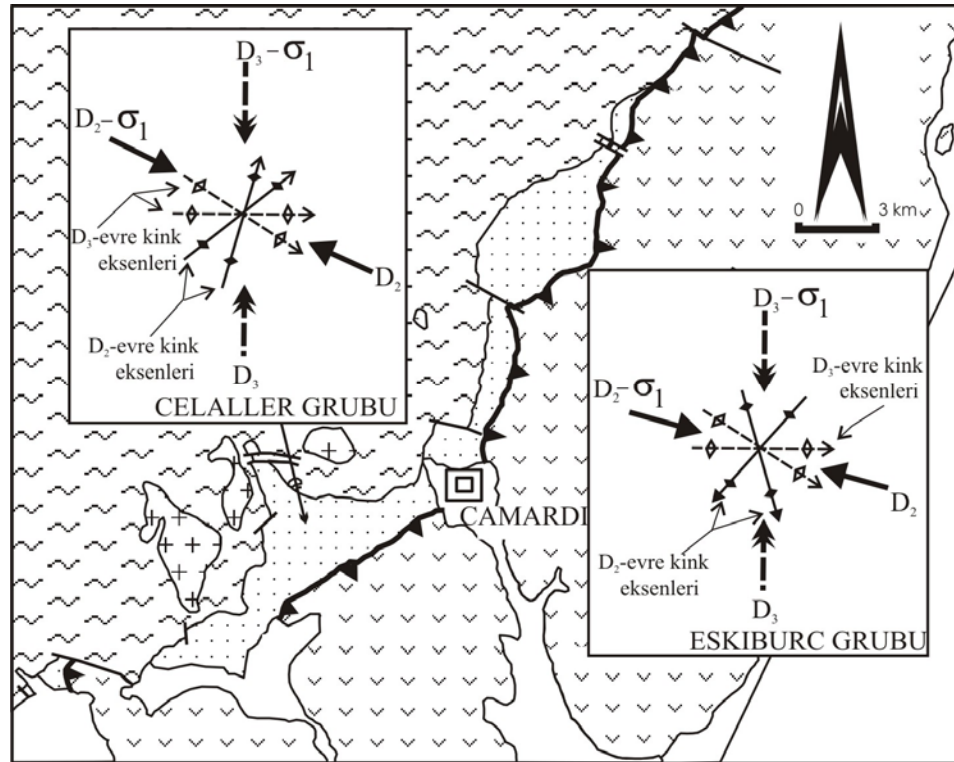 D3-σ1
D2-σ1
D3-evre kink
eksenleri
D2
D2-evre kink
eksenleri
D3
CELALLER GRUBU
0 3 km
D3-σ1
D3-evre kink
eksenleri
D2-σ1
D2
D2-evre kink
eksenleri
D3
ESKIBURC GRUBU
CAMARDI